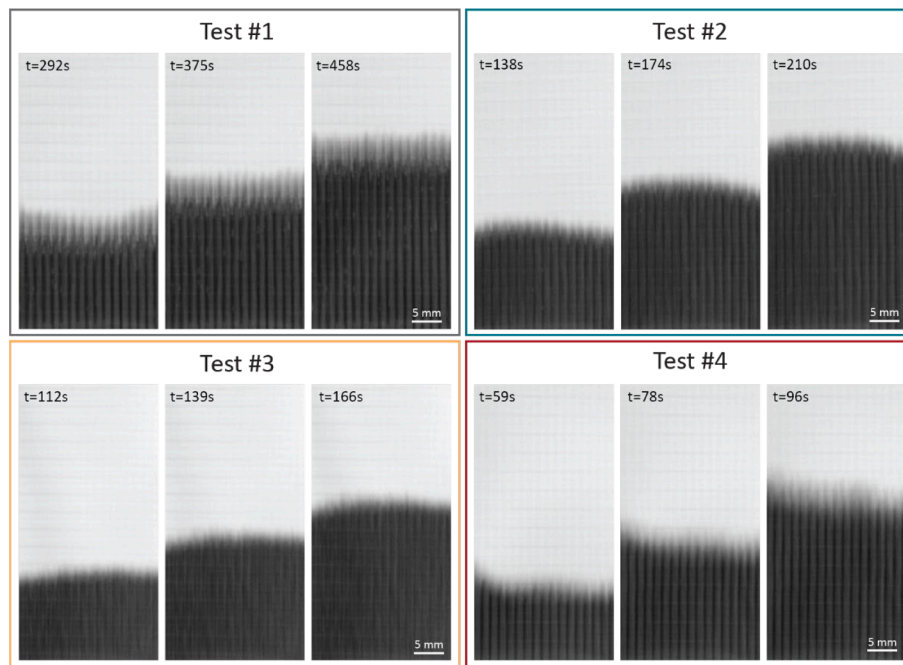 Test #1
t=292s
t=375s
t=458s
5 mm
Test #2
t=138s
t=174s
t=210s
5 mm
Test #3
t=112s
t=139s
t=166s
5 mm
Test #4
t=59s
t=78s
t=96s
5 mm